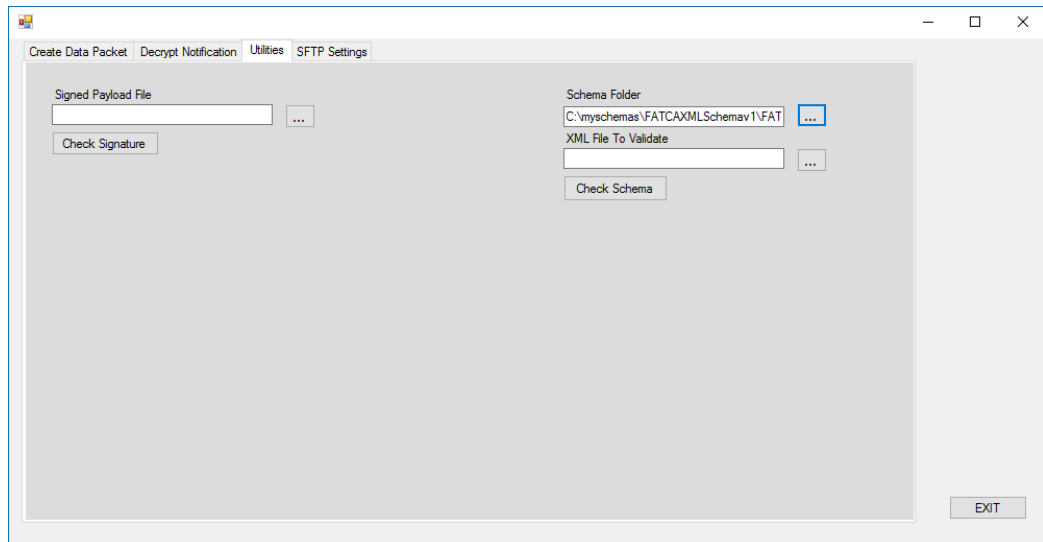 Create Data Packet Decrypt Notification Utilities SFTP Settings
Signed Payload File
...
Check Signature
Schema Folder
C:\myschemas\FATCAXMLSchemav1\FAT
...
XML File To Validate
...
Check Schema
EXIT